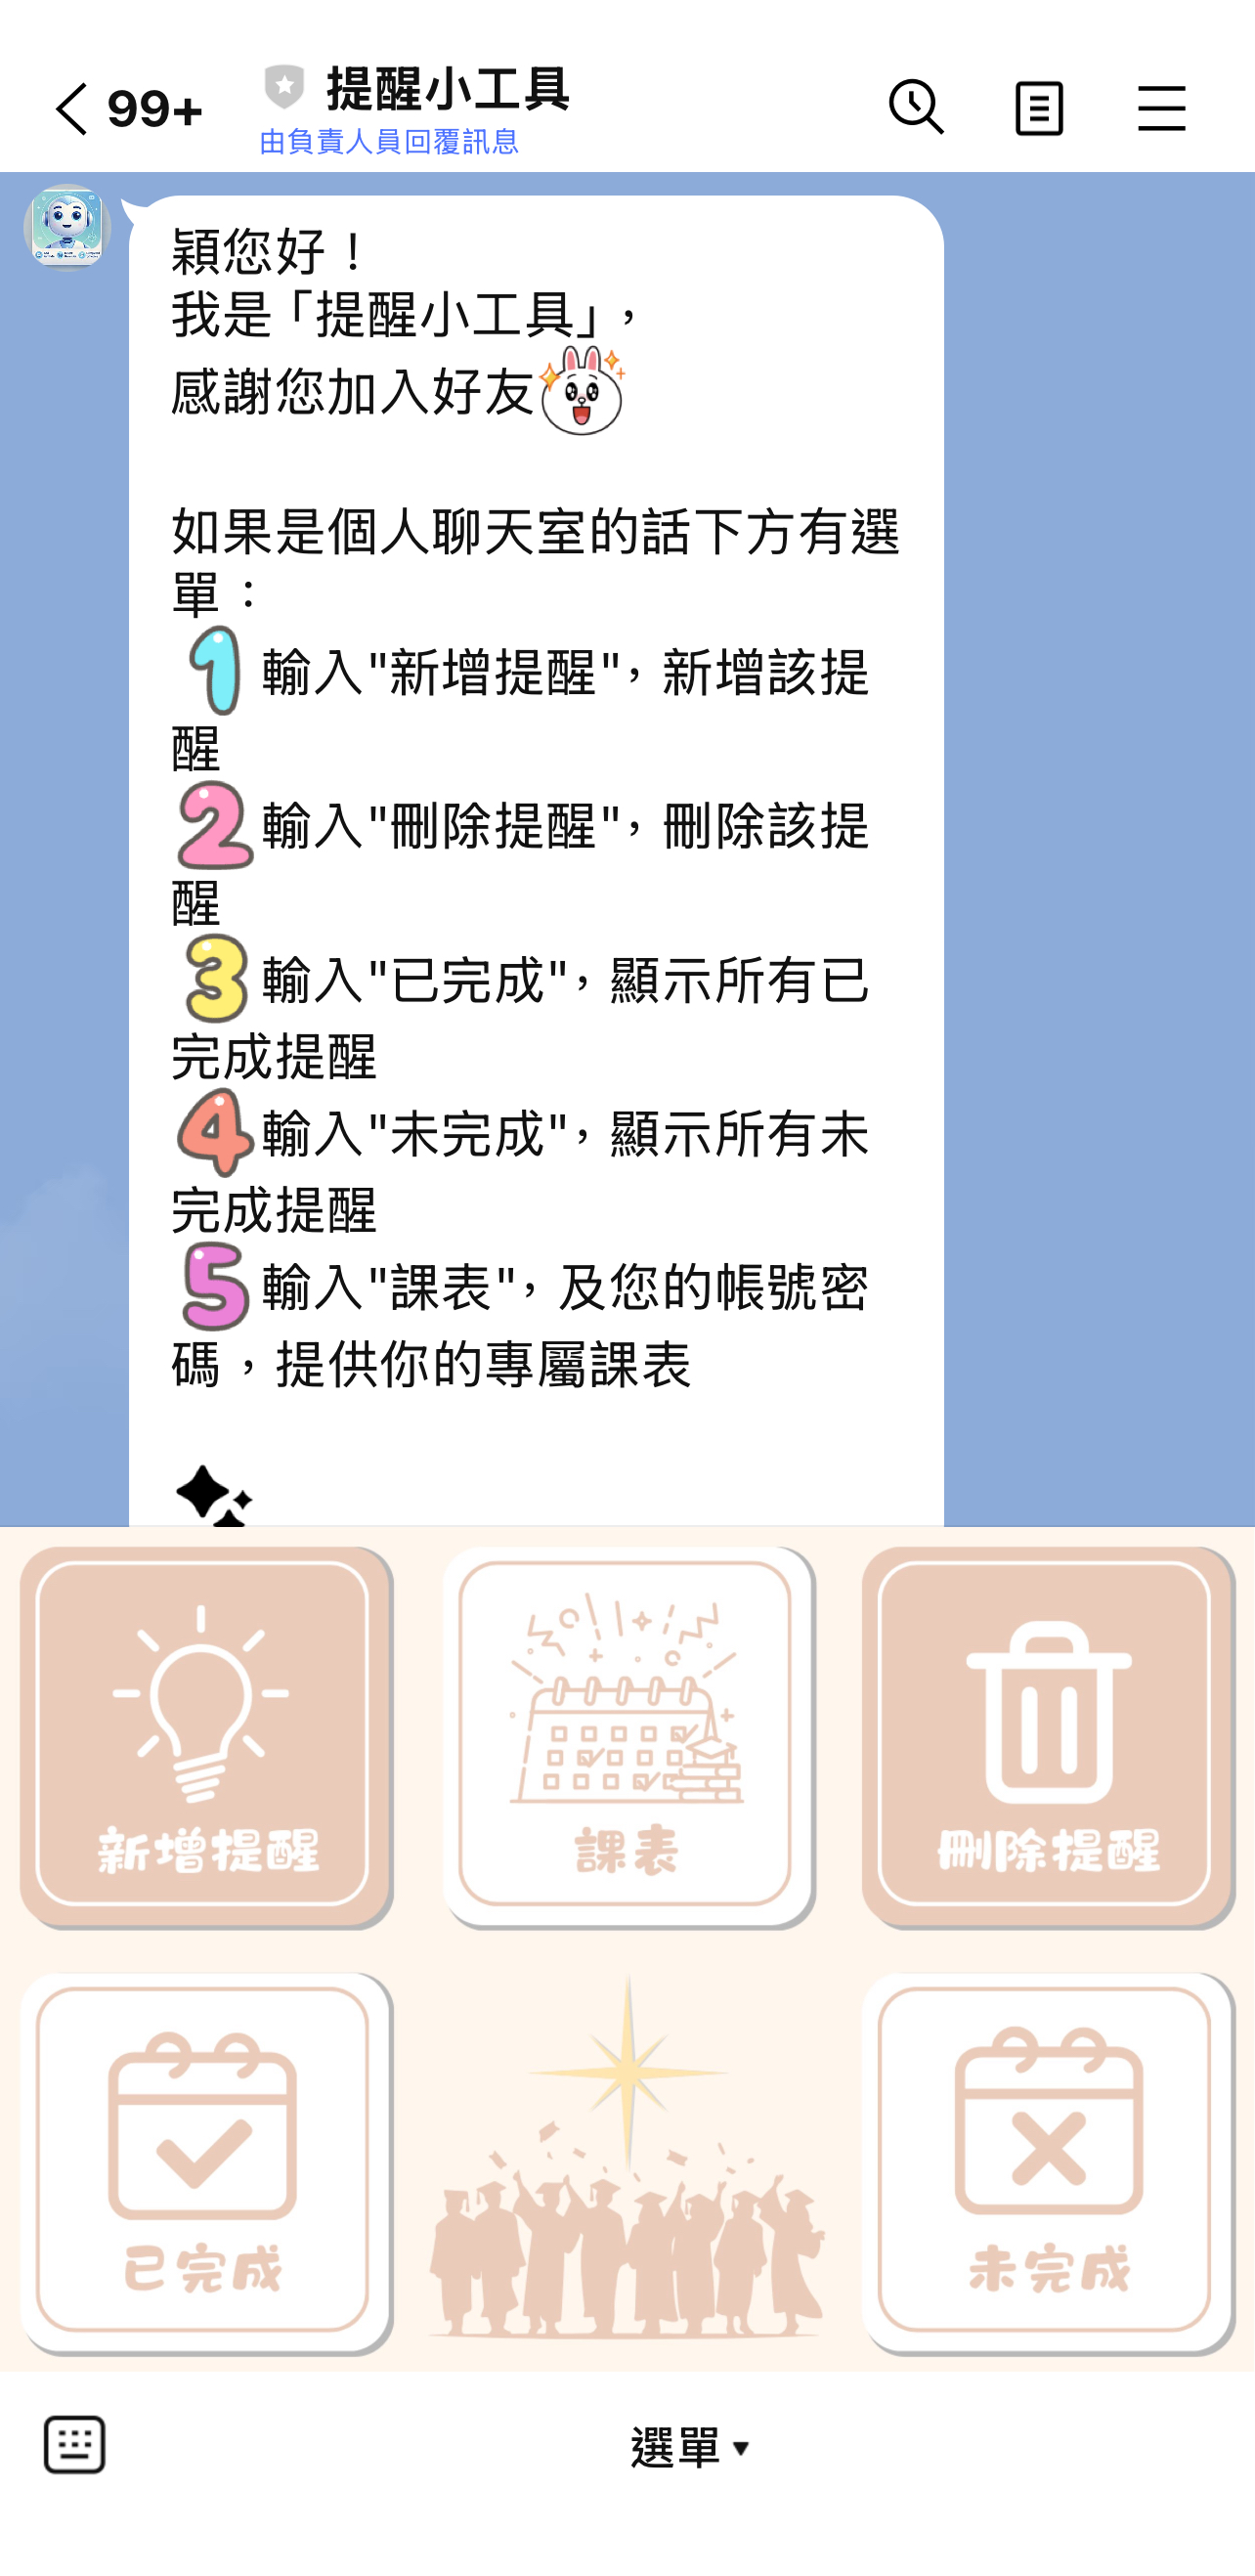 99+
提醒小工具
由負責人員回覆訊息
穎您好！
我是「提醒小工具」，
感謝您加入好友
如果是個人聊天室的話下方有選
單：
1 輸入"新增提醒"，新增該提
醒
2 輸入"刪除提醒"，刪除該提
醒
3 輸入"已完成"，顯示所有已
完成提醒
4 輸入"未完成"，顯示所有未
完成提醒
5 輸入"課表"，及您的帳號密
碼，提供你的專屬課表
新增提醒
課表
刪除提醒
已完成
未完成
選單